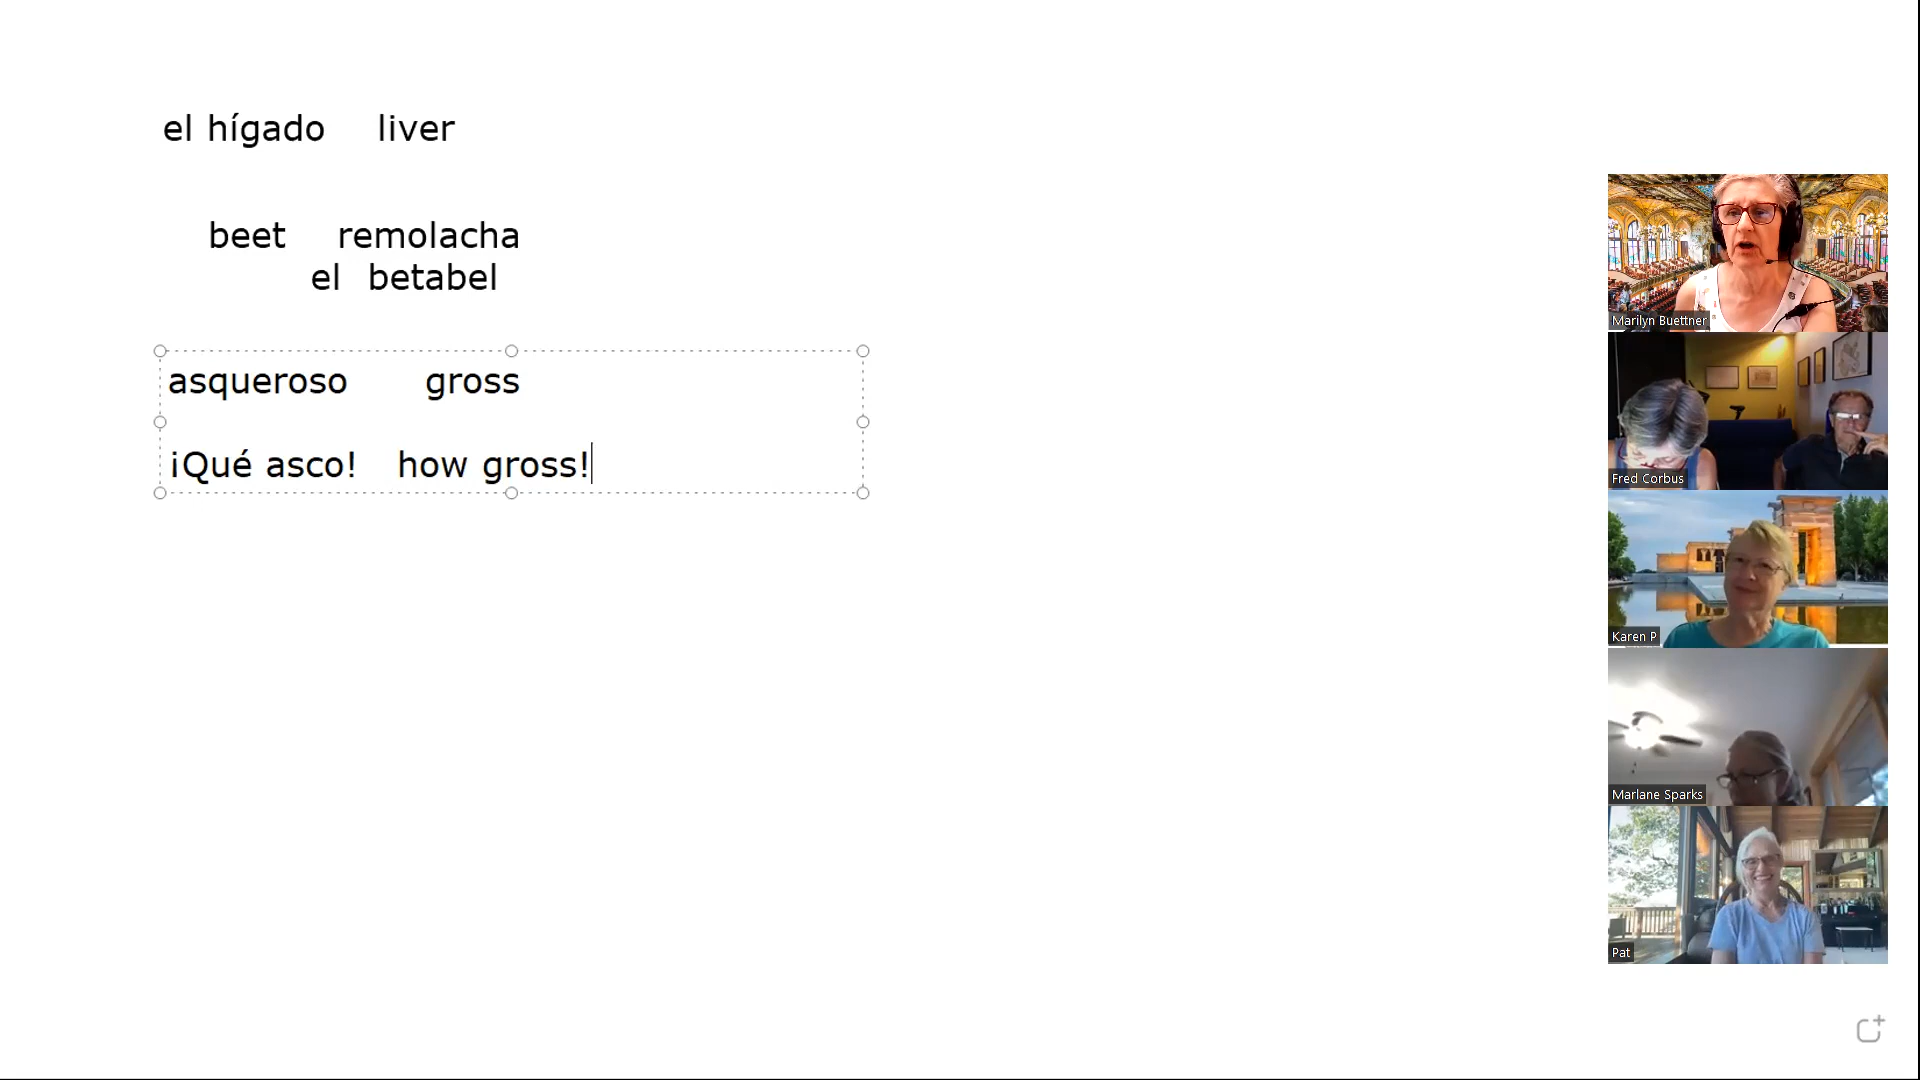 el hígado liver
beet remolacha
el betabel
asqueroso gross
¡Qué asco! how gross!
Marilyn Buettner
Fred Corbus
Karen P
Marlane Sparks
Pat